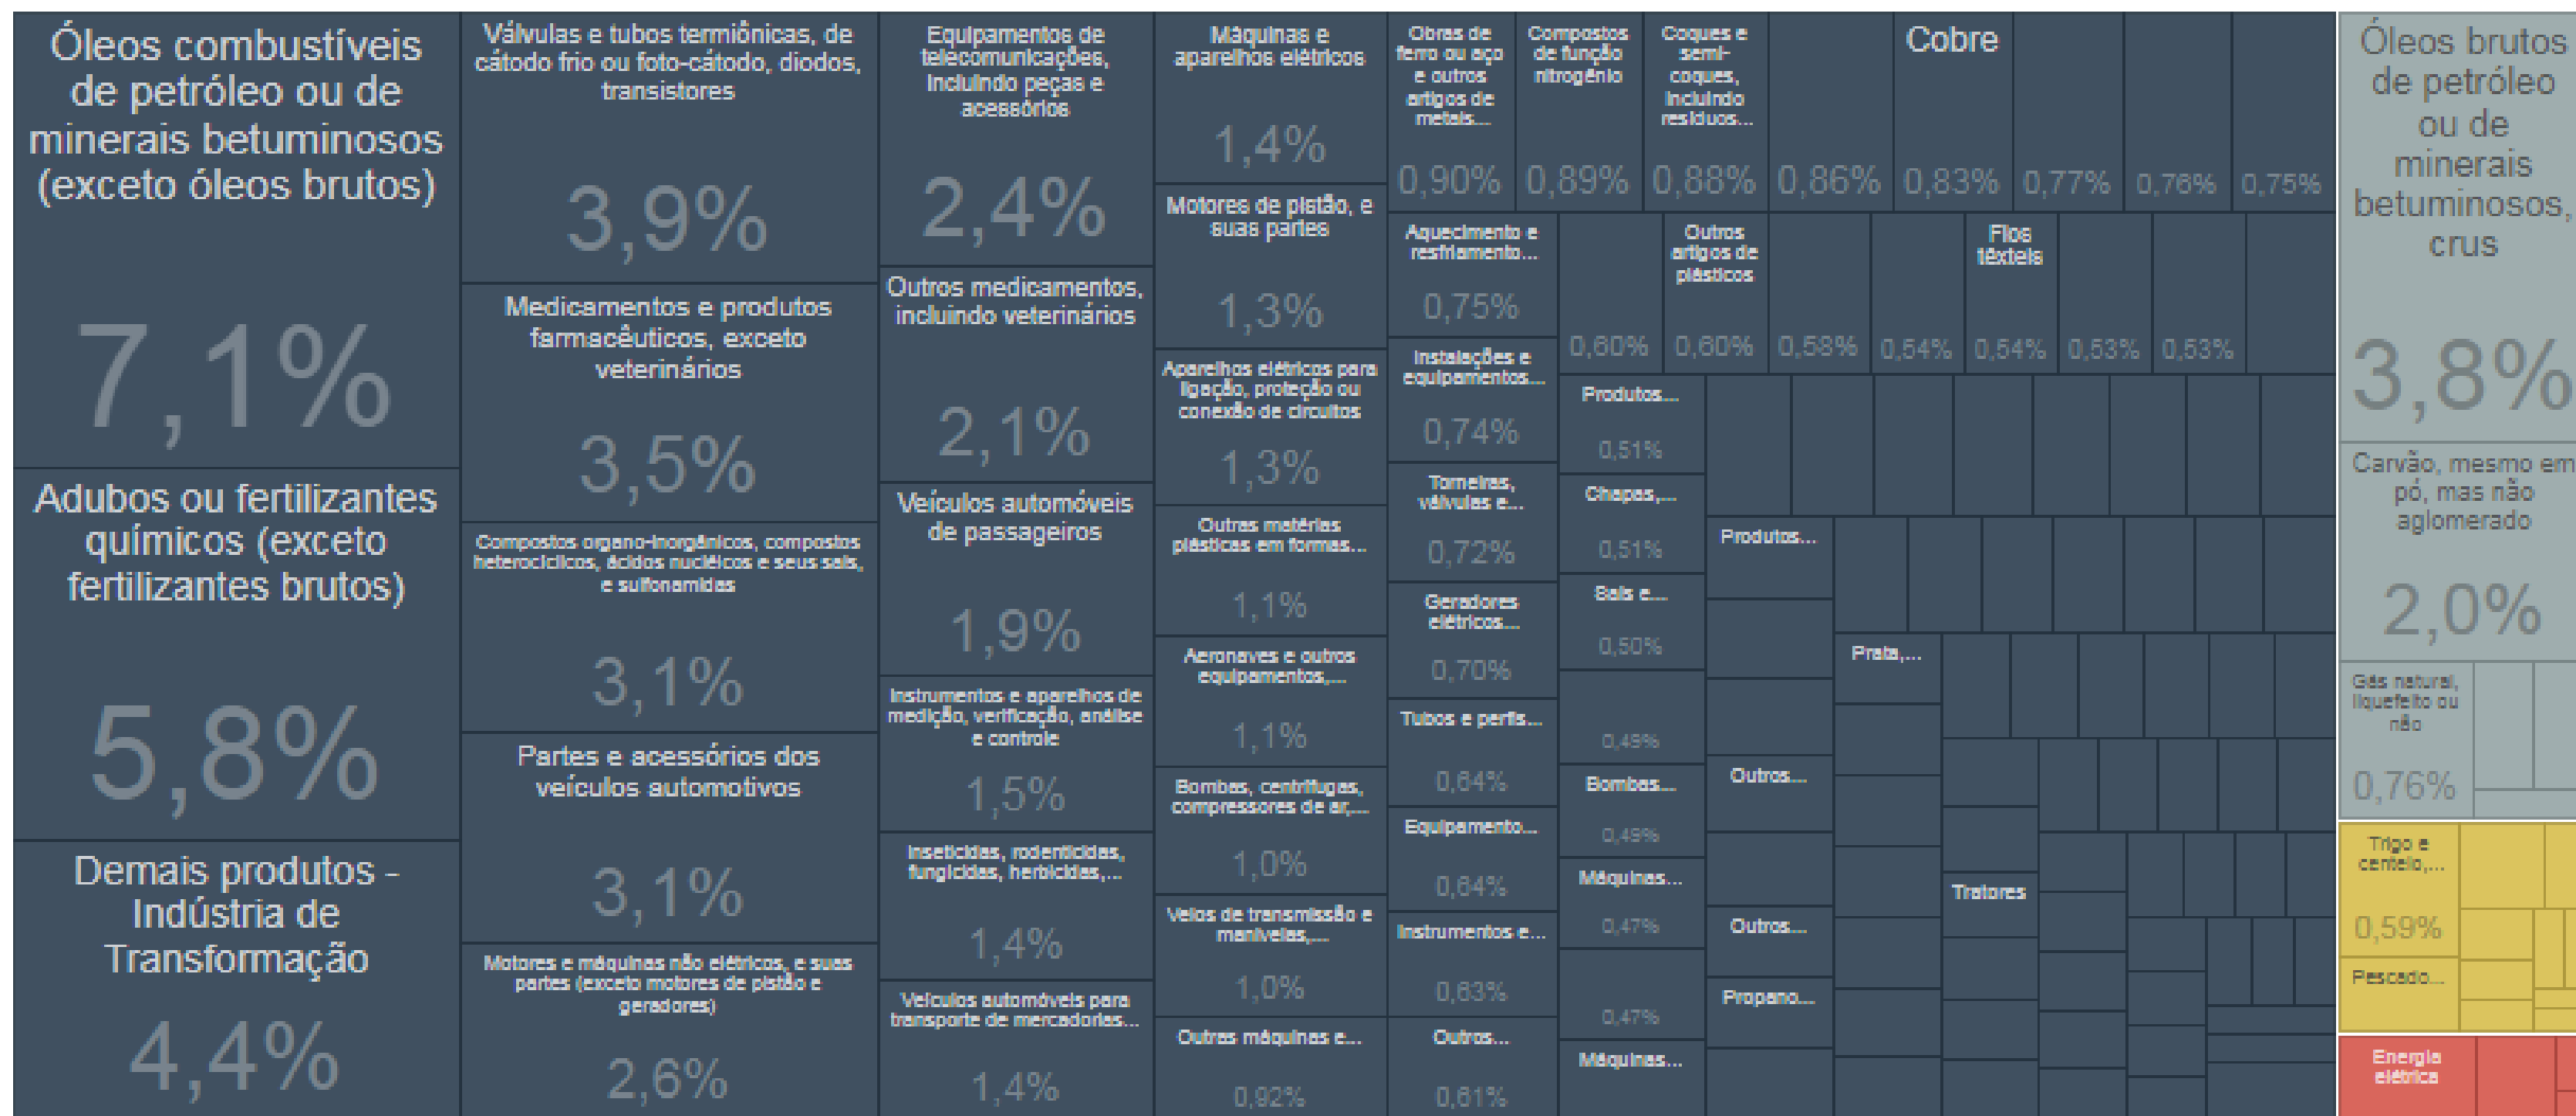 Óleos combustíveis
de petróleo ou de
minerais betuminosos
(exceto óleos brutos)
7,1%
Adubos ou fertilizantes
químicos (exceto
fertilizantes brutos)
5,8%
Demais produtos -
Indústria de
Transformação
4,4%
Válvulas e tubos termiônicas, de
cátodo frio ou foto-cátodo, diodos,
transistores
3,9%
Medicamentos e produtos
farmacêuticos, exceto
veterinários
3,5%
Compostos organo-inorgânicos, compostos
heterocíclicos, ácidos nucléicos e seus sais,
e sulfonamidas
3,1%
Partes e acessórios dos
veículos automotivos
3,1%
Motores e máquinas não elétricos, e suas
partes (exceto motores de pistão e
geradores)
2,6%
Equipamentos de
telecomunicações,
incluindo peças e
acessórios
2,4%
Outros medicamentos,
incluindo veterinários
2,1%
Veículos automóveis
de passageiros
1,9%
Instrumentos e aparelhos de
medição, verificação, análise
e controle
1,5%
Inseticidas, rodenticidas,
fungicidas, herbicidas,...
1,4%
Veículos automóveis para
transporte de mercadorias...
1,4%
Máquinas e
aparelhos elétricos
1,4%
Motores de pistão, e
suas partes
1,3%
Aparelhos elétricos para
ligação, proteção ou
conexão de circuitos
1,3%
Outras matérias
plásticas em formas...
1,1%
Aeronaves e outros
equipamentos,...
1,1%
Bombas, centrífugas,
compressores de ar,...
1,0%
Veios de transmissão e
manivelas,...
1,0%
Outras máquinas e...
0,92%
Obras de
ferro ou aço
e outros
artigos de
metais...
0,90%
Compostos
de função
nitrogênio
0,89%
Coques e
semi-
coques,
incluindo
resíduos...
0,88%
0,86%
Cobre
0,83%
0,77%
0,76%
0,75%
Aquecimento e
resfriamento...
0,75%
Instalações e
equipamentos...
0,74%
Torneiras,
válvulas e...
0,72%
Geradores
elétricos...
0,70%
Tubos e perfis...
0,64%
Equipamento...
0,64%
Instrumentos e...
0,63%
Outros...
0,61%
0,60%
Outros
artigos de
plásticos
0,60%
0,58%
0,54%
Fios
têxteis
0,54%
0,53%
0,53%
Produtos...
0,51%
Chapas,...
0,51%
Sais e...
0,50%
0,49%
Bombas...
0,49%
Máquinas...
0,47%
0,47%
Máquinas...
Produtos...
Outros...
Outros...
Propano...
Prata,...
Tratores
Óleos brutos
de petróleo
ou de
minerais
betuminosos,
crus
3,8%
Carvão, mesmo em
pó, mas não
aglomerado
2,0%
Gás natural,
liquefeito ou
não
0,76%
Trigo e
centeio,...
0,59%
Pescado...
Energia
elétrica